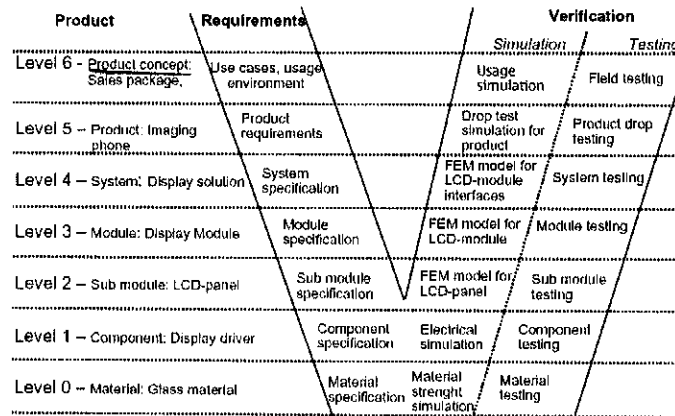 Product Requirements Verification
Simulation Testing
Level 6 - Product concept: Use cases, usage Usage Field testing
Sales package, environment simulation
Level 5 – Product: Imaging Product Drop test Product drop
phone requirements simulation for testing
product
Level 4 – System: Display solution System FEM model for System testing
specification LCD-module
interfaces
Level 3 – Module: Display Module Module FEM model for Module testing
specification LCD-module
Level 2 – Sub module: LCD-panel Sub module FEM model for Sub module
specification LCD-panel testing
Level 1 – Component: Display driver Component Electrical Component
specification simulation testing
Level 0 – Material: Glass material Material Material Material
specification strenght testing
simulation